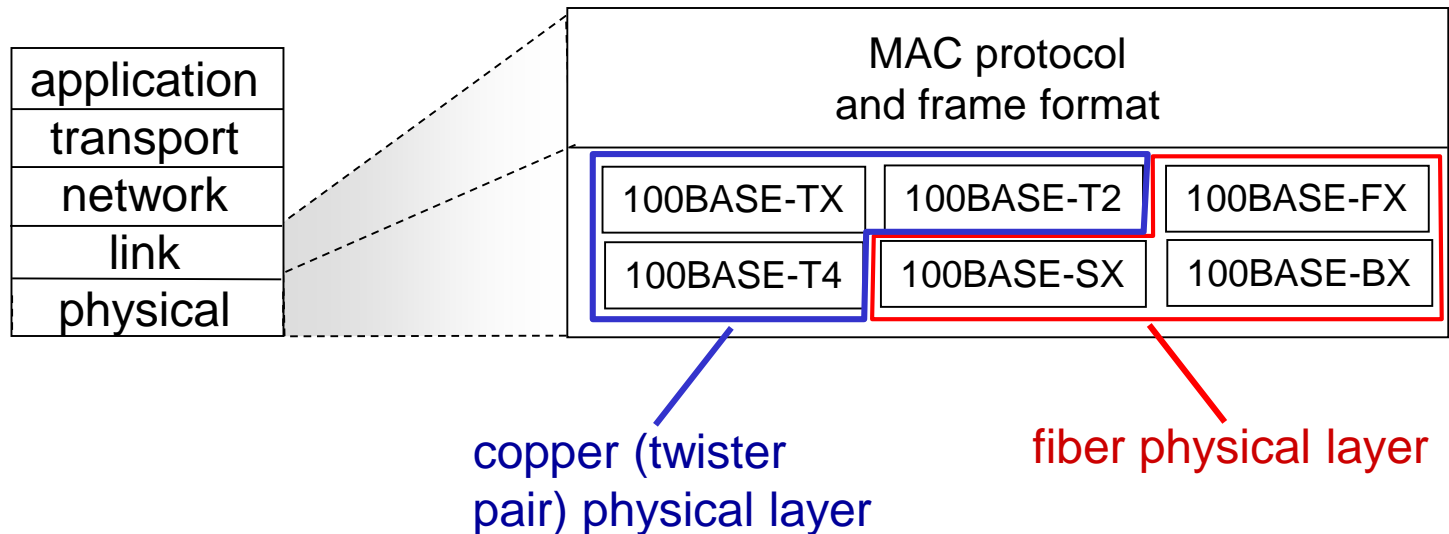 application
transport
network
link
physical
MAC protocol
and frame format
100BASE-TX
100BASE-T2
100BASE-FX
100BASE-T4
100BASE-SX
100BASE-BX
copper (twister
pair) physical layer
fiber physical layer